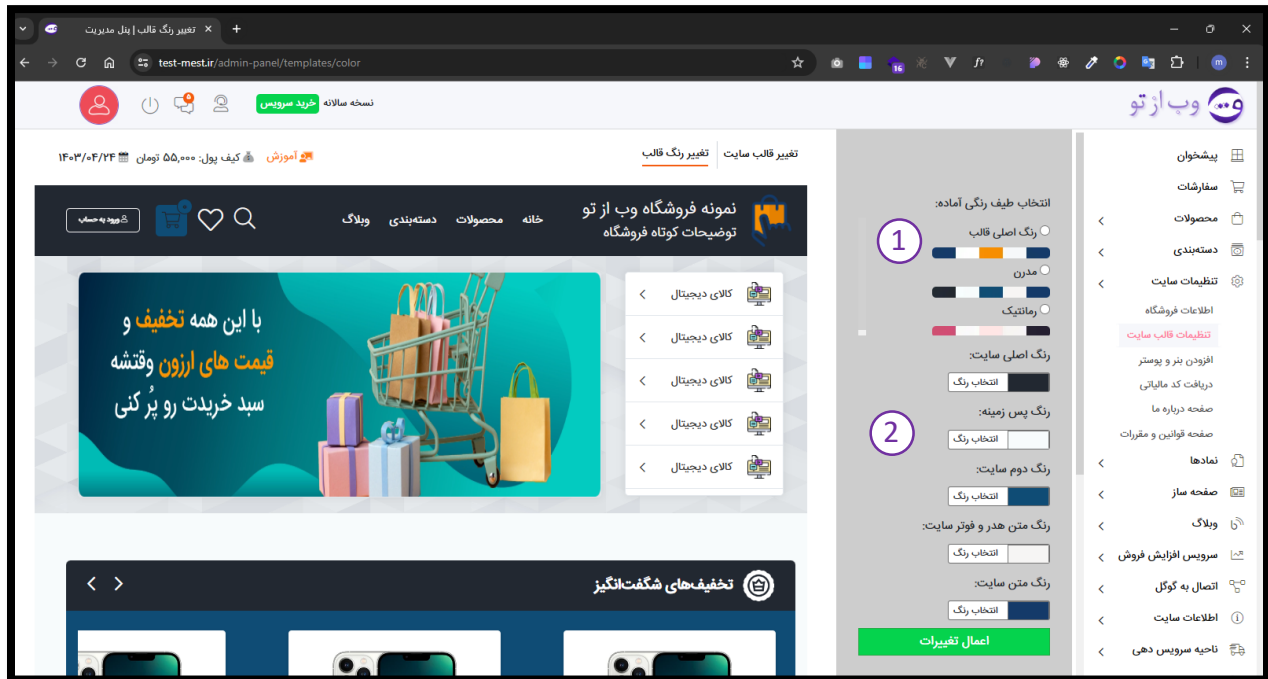 تغییر رنگ قالب | پنل مدیریت
test-mest.ir/admin-panel/templates/color
16
m
وب از تو
نسخه سالانه
خرید سرویس
پیشخوان
سفارشات
محصولات
دسته‌بندی
تنظیمات سایت
اطلاعات فروشگاه
تنظیمات قالب سایت
افزودن بنر و پوستر
دریافت کد مالیاتی
صفحه درباره ما
صفحه قوانین و مقررات
نمادها
صفحه ساز
وبلاگ
سرویس افزایش فروش
اتصال به گوگل
اطلاعات سایت
ناحیه سرویس دهی
انتخاب طیف رنگی آماده:
1
رنگ اصلی قالب
مدرن
رمانتیک
رنگ اصلی سایت:
انتخاب رنگ
2
رنگ پس زمینه:
انتخاب رنگ
رنگ دوم سایت:
انتخاب رنگ
رنگ متن هدر و فوتر سایت:
انتخاب رنگ
رنگ متن سایت:
انتخاب رنگ
اعمال تغییرات
تغییر قالب سایت
تغییر رنگ قالب
آموزش
کیف پول: ۵۵,۰۰۰ تومان
۱۴۰۳/۰۴/۲۴
نمونه فروشگاه وب از تو
توضیحات کوتاه فروشگاه
خانه
محصولات
دسته‌بندی
وبلاگ
ورود به حساب
کالای دیجیتال
کالای دیجیتال
کالای دیجیتال
کالای دیجیتال
کالای دیجیتال
با این همه تخفیف و
قیمت های ارزون وقتشه
سبد خریدت رو پُر کنی
تخفیف‌های شگفت‌انگیز